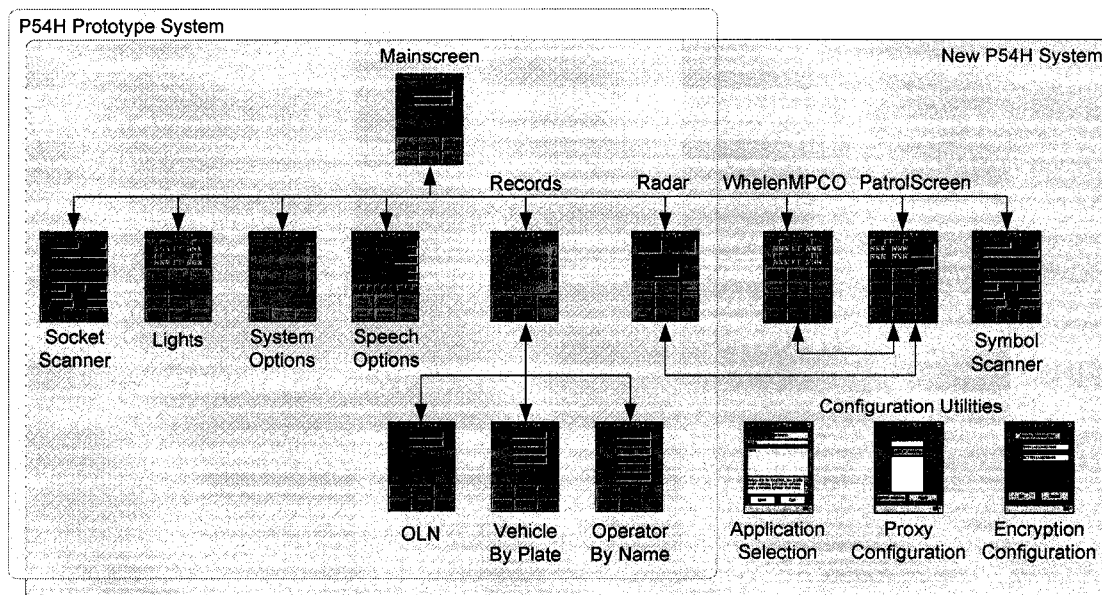 P54H Prototype System
New P54H System
Mainscreen
Records
Radar
WhelenMPCO
PatrolScreen
Socket
Scanner
Lights
System
Options
Speech
Options
Symbol
Scanner
Configuration Utilities
OLN
Vehicle
By Plate
Operator
By Name
Application
Selection
Proxy
Configuration
Encryption
Configuration